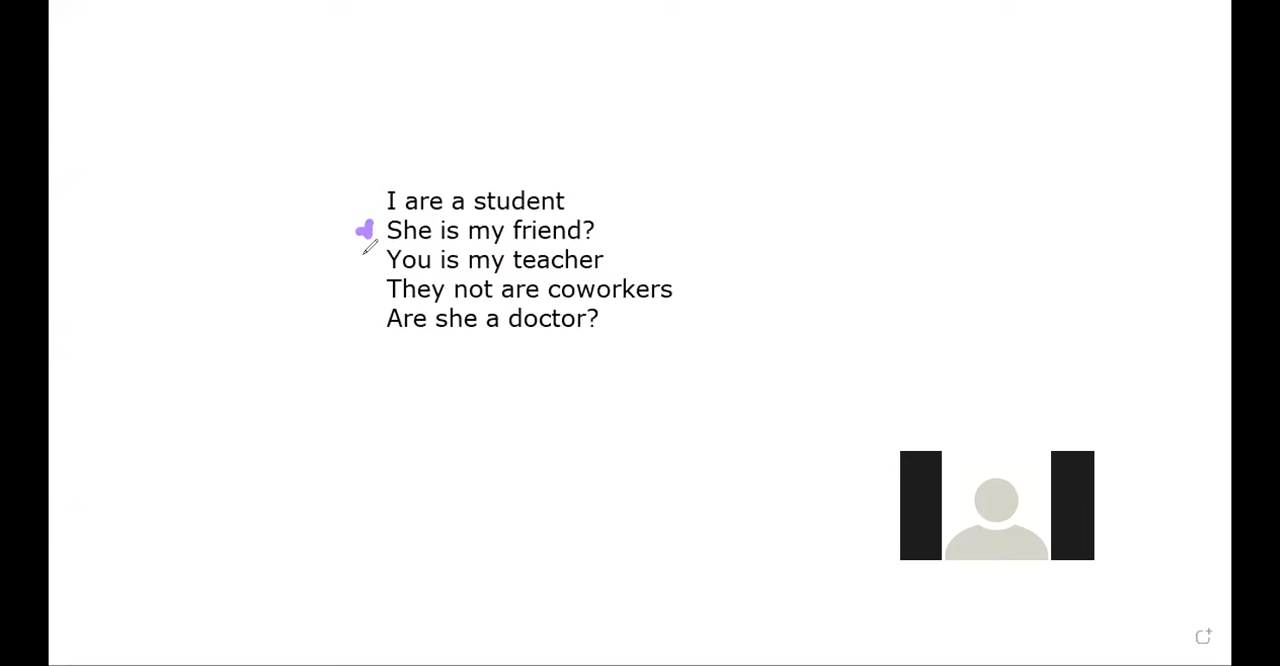 I are a student
She is my friend?
You is my teacher
They not are coworkers
Are she a doctor?